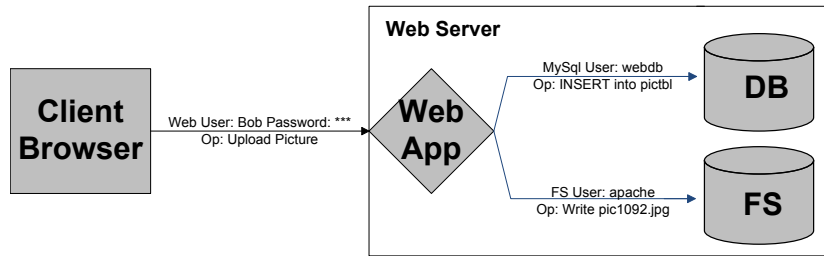 Web Server
Client
Browser
Web User: Bob Password: ***
Op: Upload Picture
Web
App
MySql User: webdb
Op: INSERT into pictbl
DB
FS User: apache
Op: Write pic1092.jpg
FS